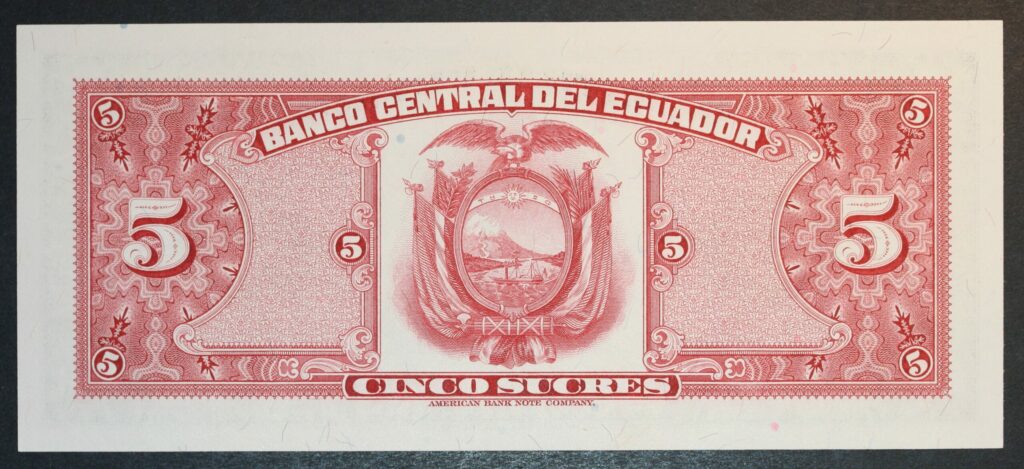 5 5
BANCO CENTRAL DEL ECUADOR
5 5 5 5
5 5
CINCO SUCRES
AMERICAN BANK NOTE COMPANY.